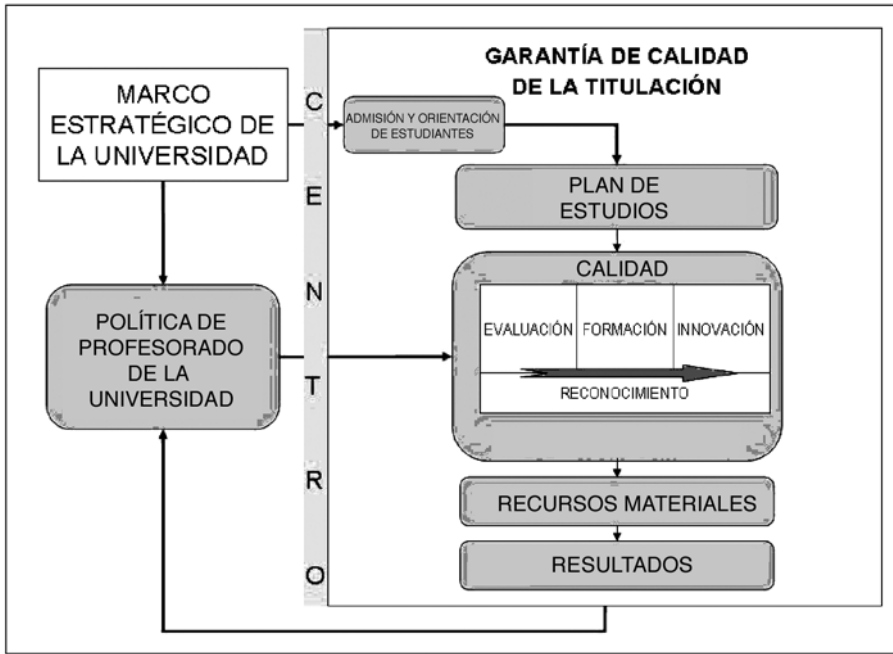 GARANTÍA DE CALIDAD
DE LA TITULACIÓN
MARCO
ESTRATÉGICO DE
LA UNIVERSIDAD
C
E
N
T
R
O
ADMISIÓN Y ORIENTACIÓN
DE ESTUDIANTES
PLAN DE
ESTUDIOS
CALIDAD
EVALUACIÓN
FORMACIÓN
INNOVACIÓN
RECONOCIMIENTO
POLÍTICA DE
PROFESORADO
DE LA
UNIVERSIDAD
RECURSOS MATERIALES
RESULTADOS